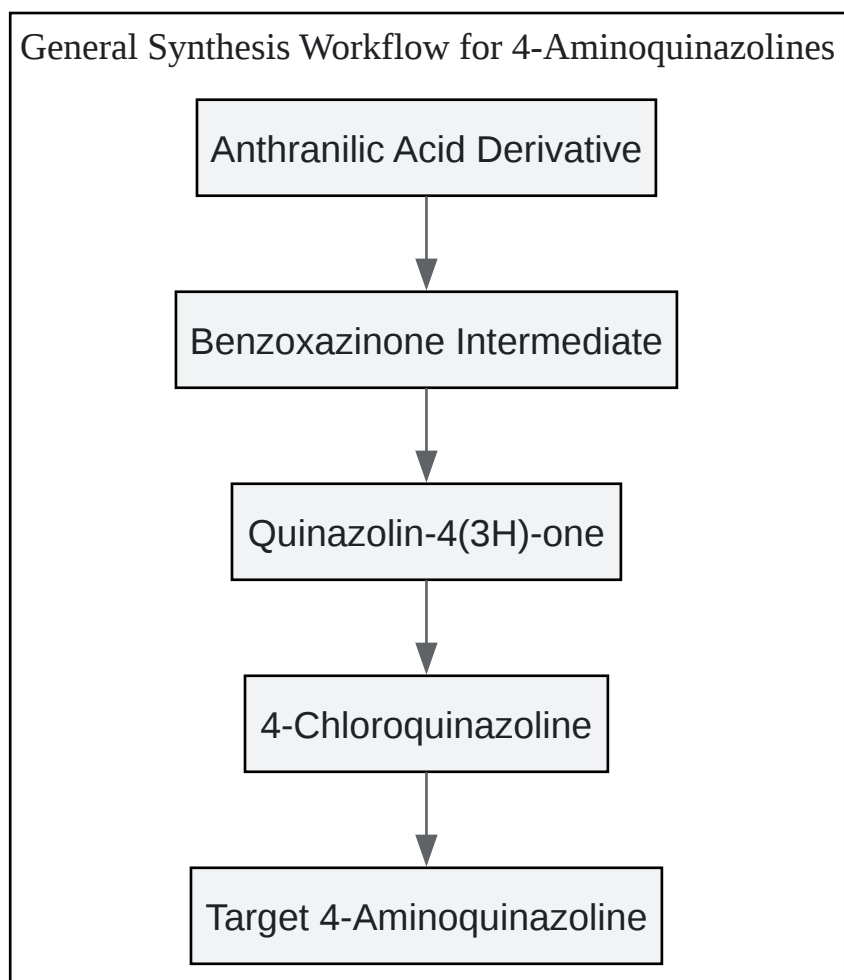 General Synthesis Workflow for 4-Aminoquinazolines
Anthranilic Acid Derivative
Benzoxazinone Intermediate
Quinazolin-4(3H)-one
4-Chloroquinazoline
Target 4-Aminoquinazoline